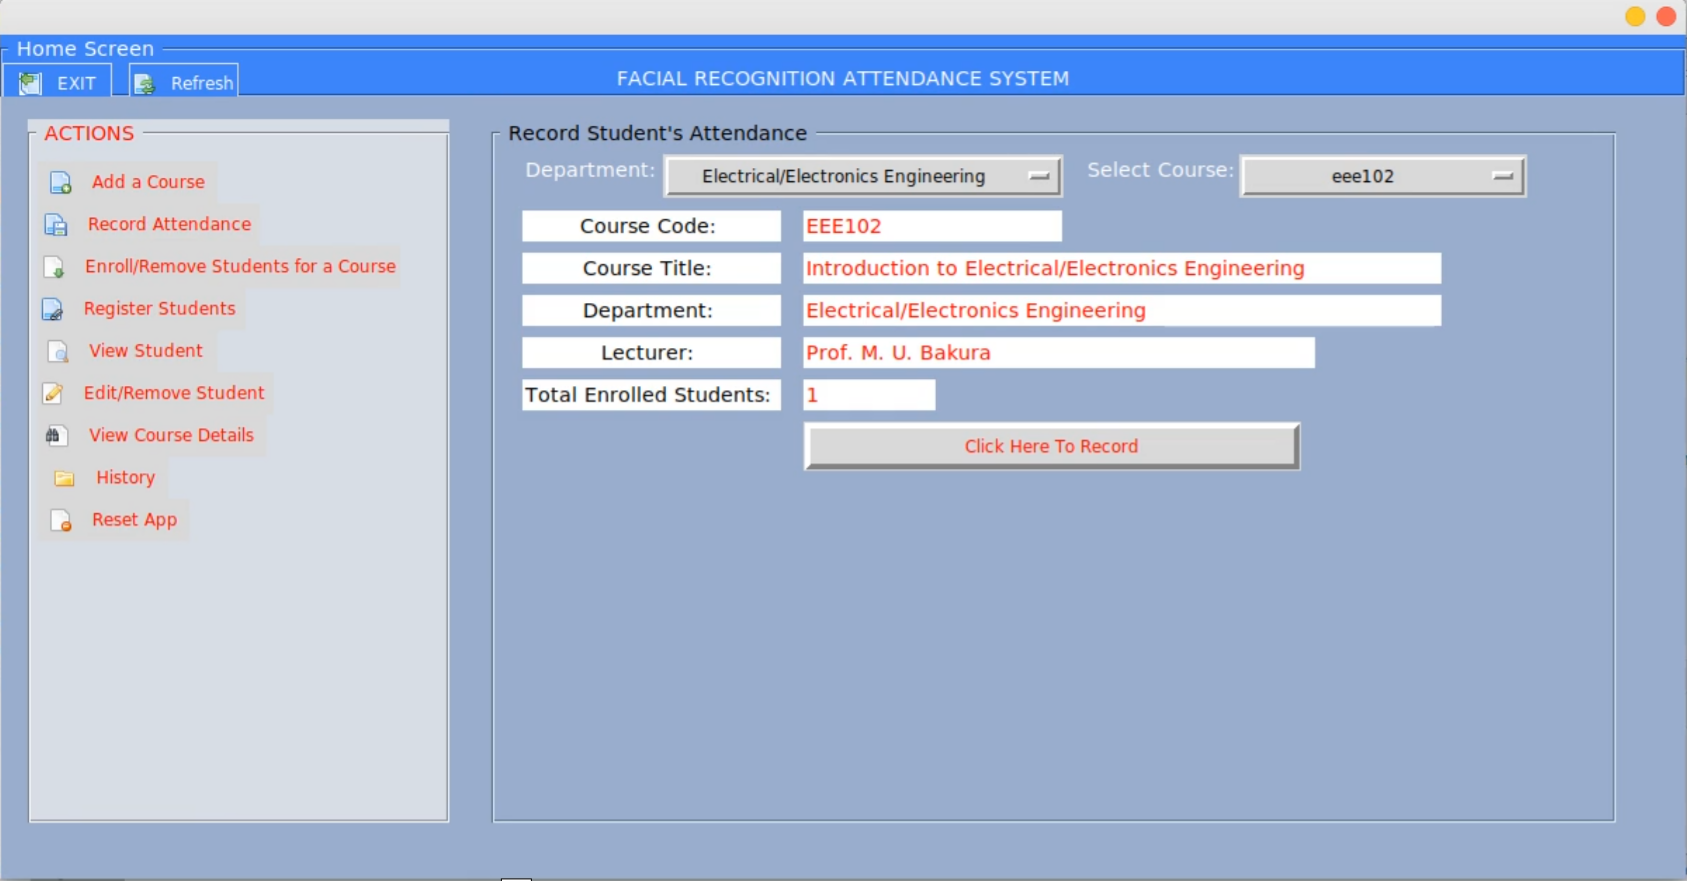 Home Screen
EXIT
Refresh
FACIAL RECOGNITION ATTENDANCE SYSTEM
ACTIONS
Add a Course
Record Attendance
Enroll/Remove Students for a Course
Register Students
View Student
Edit/Remove Student
View Course Details
History
Reset App
Record Student's Attendance
Department: Electrical/Electronics Engineering Select Course: eee102
Course Code: EEE102
Course Title: Introduction to Electrical/Electronics Engineering
Department: Electrical/Electronics Engineering
Lecturer: Prof. M. U. Bakura
Total Enrolled Students: 1
Click Here To Record